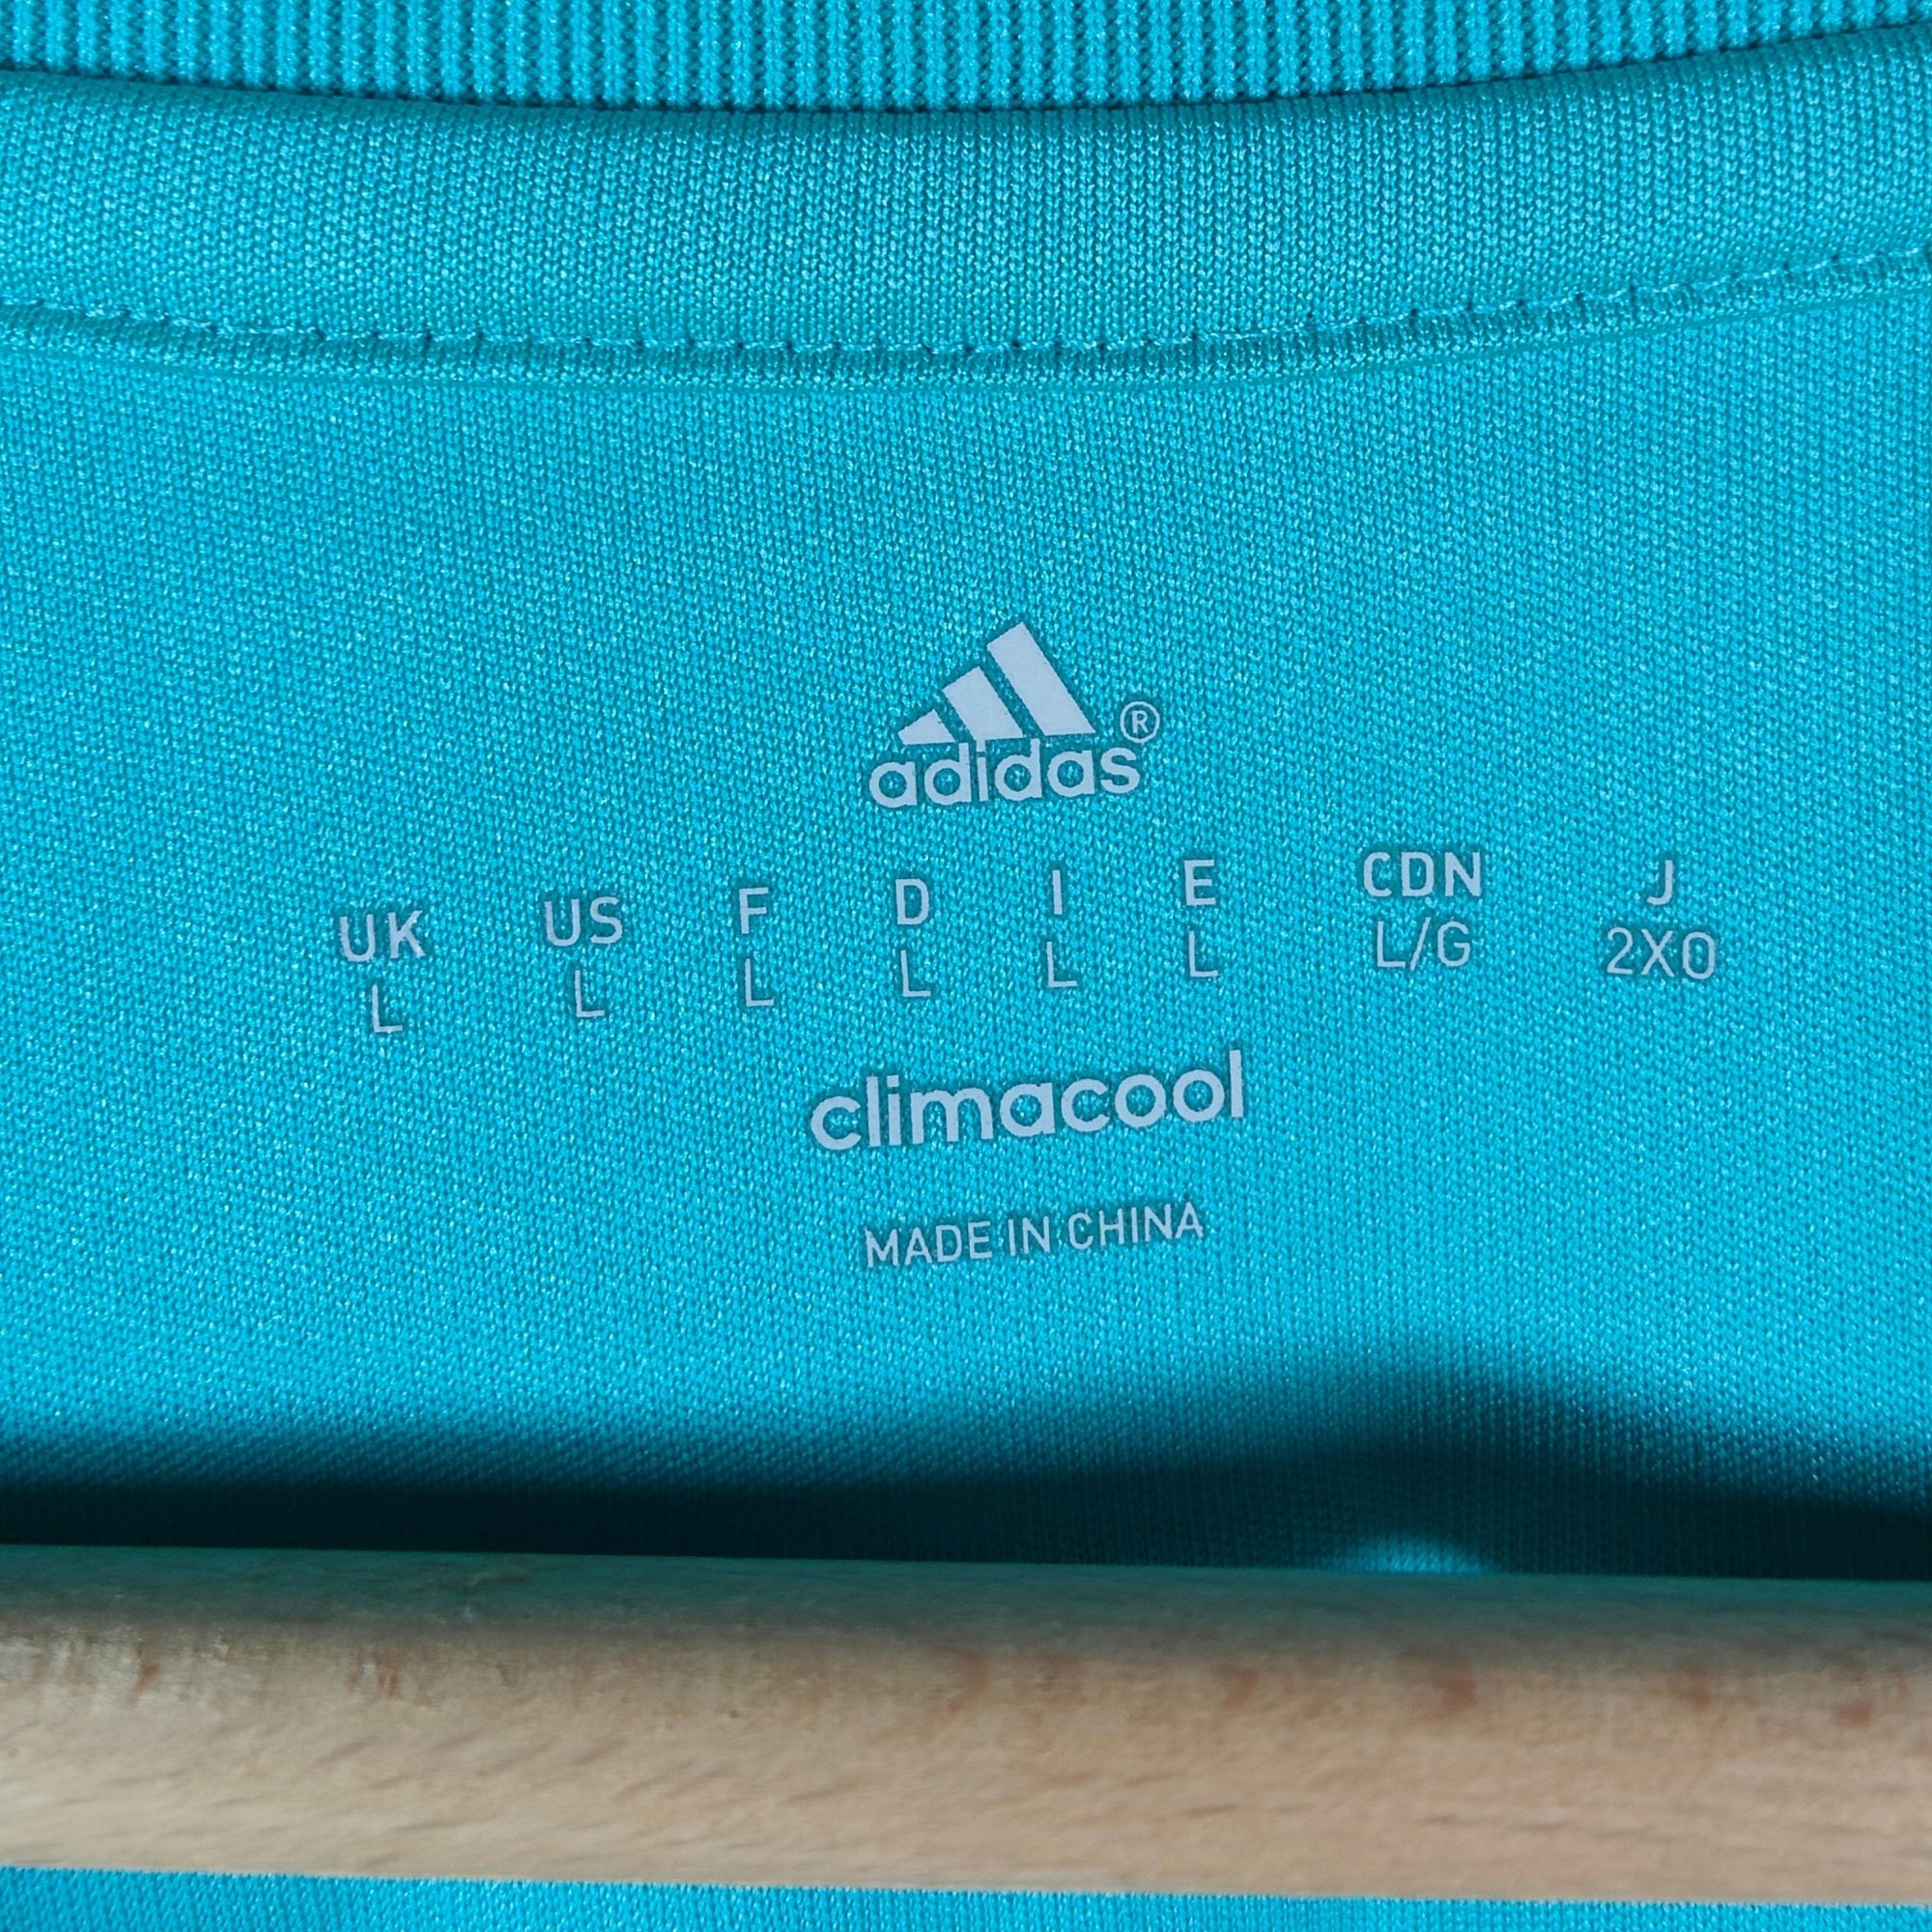 adidas®
UK US F D I E CDN J
L L L L L L L/G 2XO
climacool
MADE IN CHINA